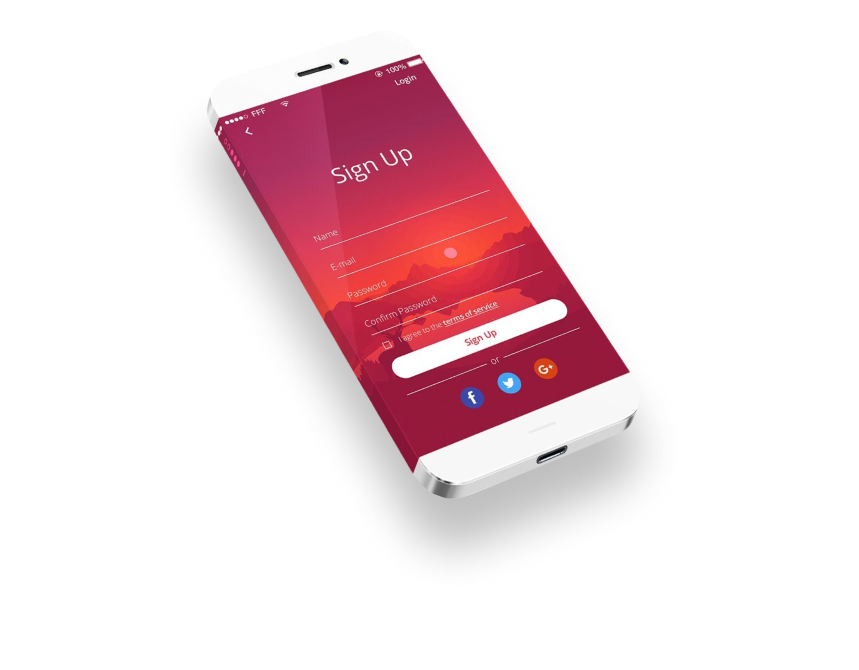 FFF
100%
Login
Sign Up
Name
E-mail
Password
Confirm Password
I agree to the terms of service
Sign Up
or